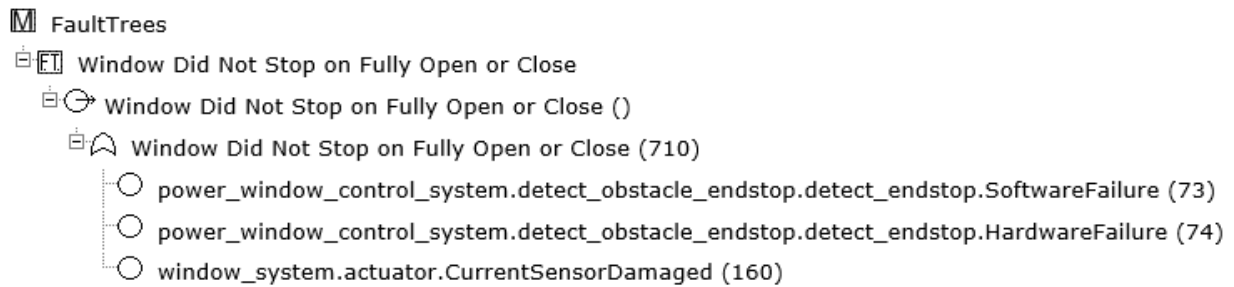 M FaultTrees
FT Window Did Not Stop on Fully Open or Close
Window Did Not Stop on Fully Open or Close ()
Window Did Not Stop on Fully Open or Close (710)
power_window_control_system.detect_obstacle_endstop.detect_endstop.SoftwareFailure (73)
power_window_control_system.detect_obstacle_endstop.detect_endstop.HardwareFailure (74)
window_system.actuator.CurrentSensorDamaged (160)